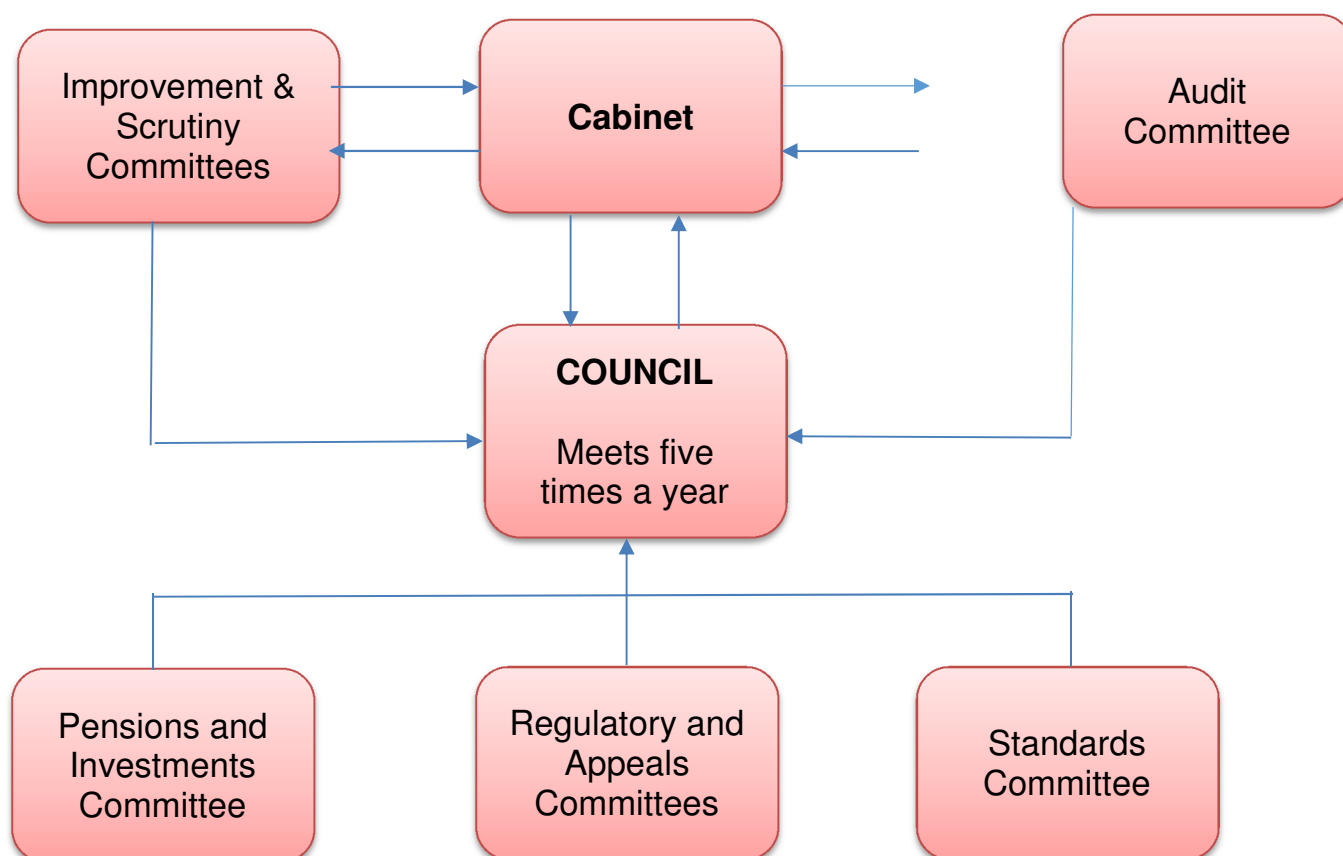 Improvement &
Scrutiny
Committees
Cabinet
Audit
Committee
COUNCIL
Meets five
times a year
Pensions and
Investments
Committee
Regulatory and
Appeals
Committees
Standards
Committee